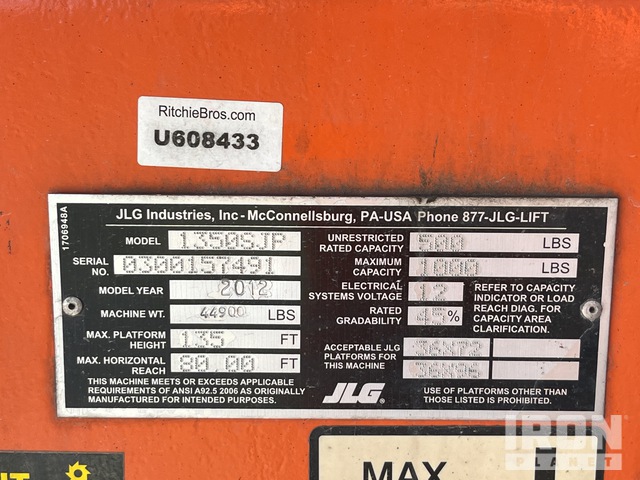 RitchieBros.com
U608433
1706948A
JLG Industries, Inc - McConnellsburg, PA-USA Phone 877-JLG-LIFT
MODEL 1350SJP
SERIAL NO. 0300157491
MODEL YEAR 2012
MACHINE WT. 44900 LBS
MAX. PLATFORM HEIGHT 135 FT
MAX. HORIZONTAL REACH 80.00 FT
THIS MACHINE MEETS OR EXCEEDS APPLICABLE
REQUIREMENTS OF ANSI A92.5 2006 AS ORIGINALLY
MANUFACTURED FOR INTENDED PURPOSES.
UNRESTRICTED RATED CAPACITY 500 LBS
MAXIMUM CAPACITY 1000 LBS
ELECTRICAL SYSTEMS VOLTAGE 12
RATED GRADABILITY 45%
REFER TO CAPACITY
INDICATOR OR LOAD
REACH DIAG. FOR
CAPACITY AREA
CLARIFICATION.
ACCEPTABLE JLG
PLATFORMS FOR
THIS MACHINE
36X72
36X96
JLG
USE OF PLATFORMS OTHER
THAN THOSE LISTED IS PROHIBITED.
MAX
IRON
PLANET